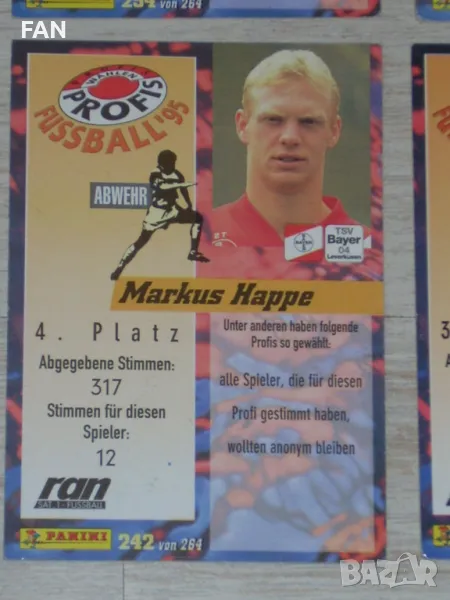 FAN
234 von 264
PROFIS
WÄHLEN
PROFIS
FUSSBALL'95
ABWEHR
BAYER
TSV
Bayer
04
Leverkusen
Markus Happe
4. Platz
Abgegebene Stimmen:
317
Stimmen für diesen
Spieler:
12
Unter anderen haben folgende
Profis so gewählt:
alle Spieler, die für diesen
Profi gestimmt haben,
wollten anonym bleiben
ran
SAT.1-FUSSBALL
PANINI
242 von 264
BAZAR.bg